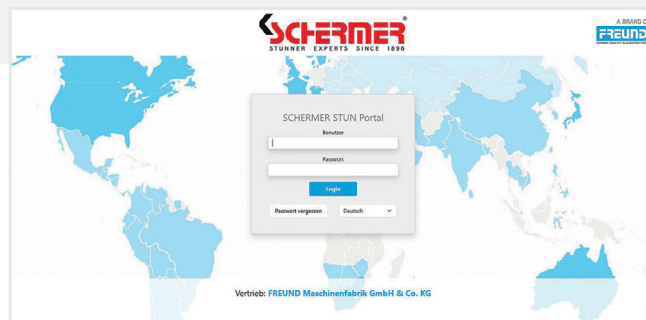 SCHERMER®
STUNNER EXPERTS SINCE 1896
A BRAND O
FREUND
SCHERMER STUN Portal
Benutzer
Passwort
Login
Passwort vergessen
Deutsch
Vertrieb: FREUND Maschinenfabrik GmbH & Co. KG